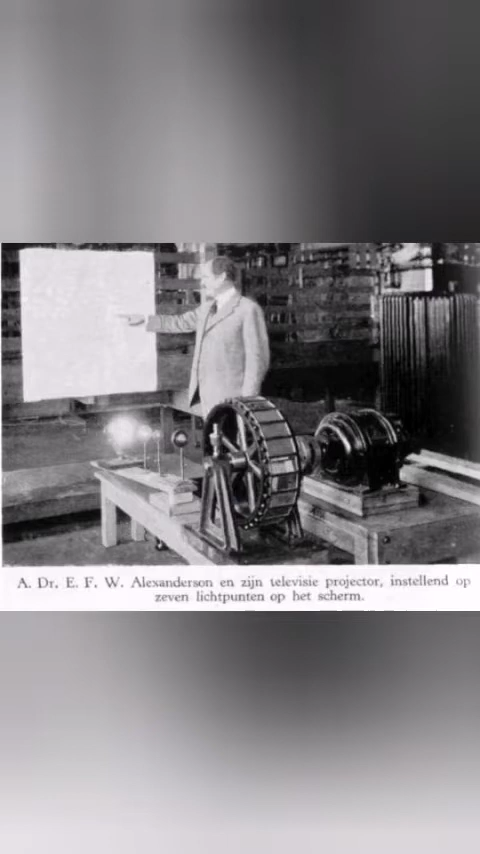 A. Dr. E. F. W. Alexanderson en zijn televisie projector, instellend op
zeven lichtpunten op het scherm.